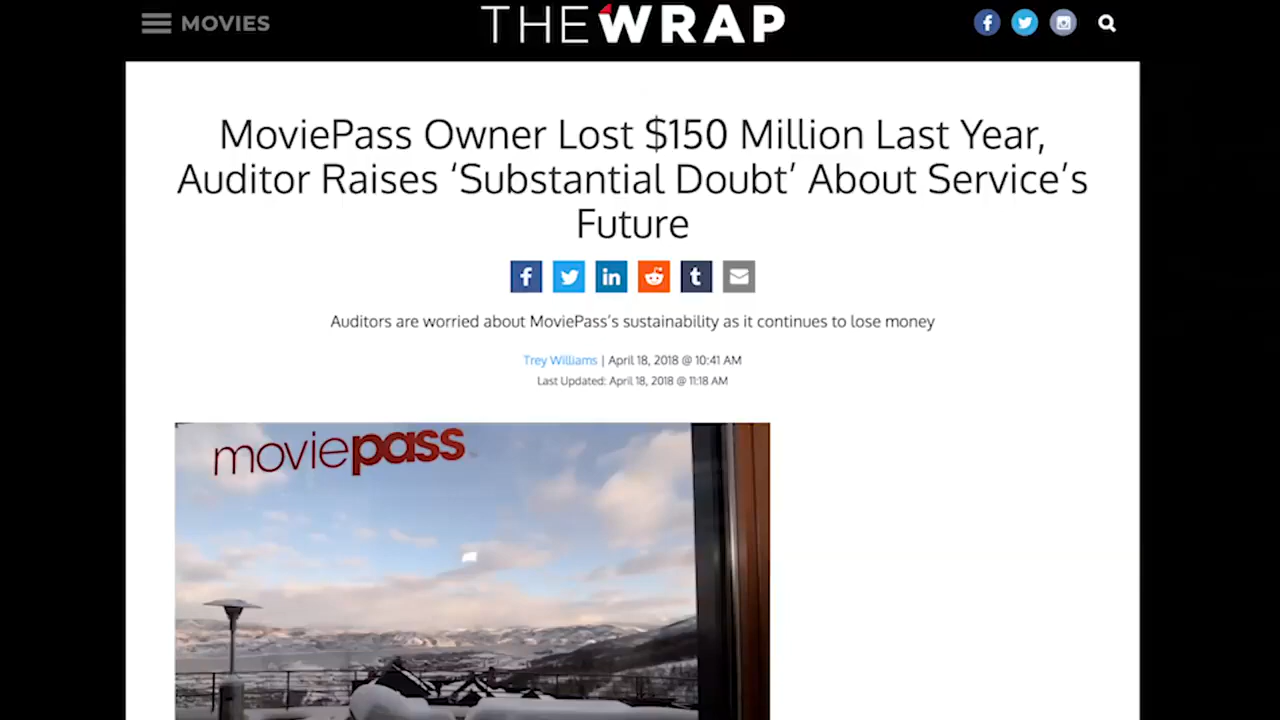 MOVIES
THEWRAP
MoviePass Owner Lost $150 Million Last Year,
Auditor Raises ‘Substantial Doubt’ About Service’s
Future
Auditors are worried about MoviePass’s sustainability as it continues to lose money
Trey Williams | April 18, 2018 @ 10:41 AM
Last Updated: April 18, 2018 @ 11:18 AM
moviepass